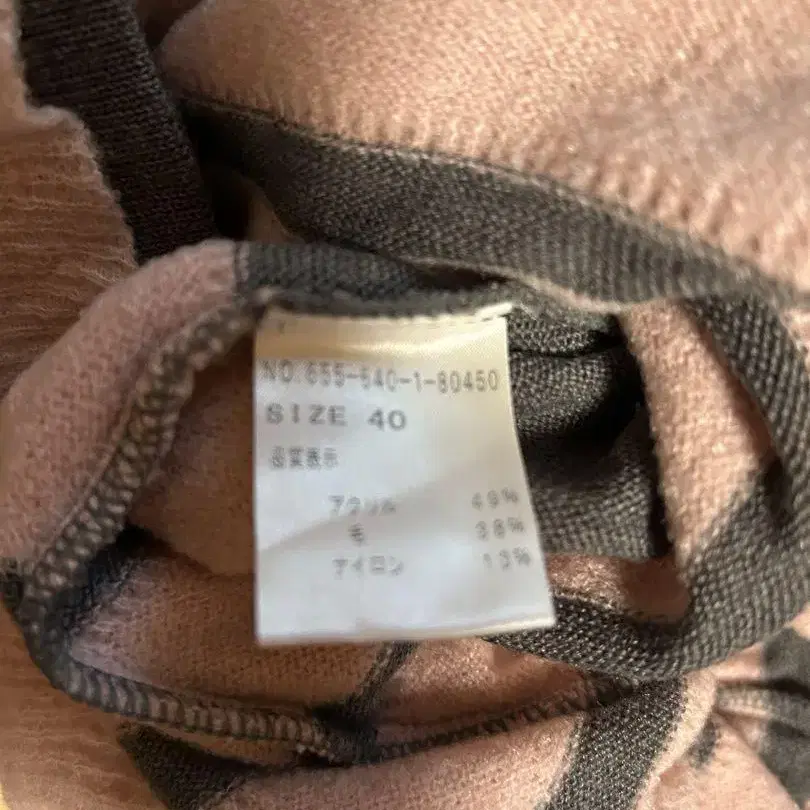 NO.655-640-1-80450
SIZE 40
品質表示
アクリル 49%
毛 38%
ナイロン 13%